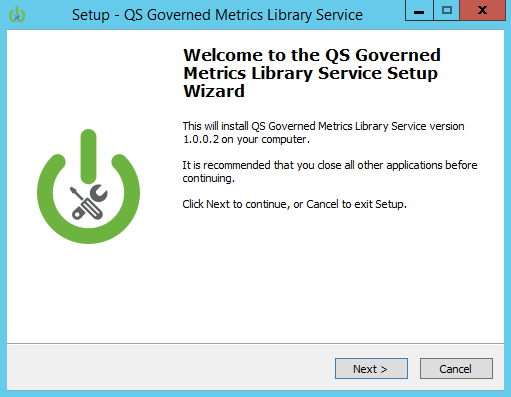 Setup - QS Governed Metrics Library Service
Welcome to the QS Governed
Metrics Library Service Setup
Wizard
This will install QS Governed Metrics Library Service version
1.0.0.2 on your computer.
It is recommended that you close all other applications before
continuing.
Click Next to continue, or Cancel to exit Setup.
Next >
Cancel